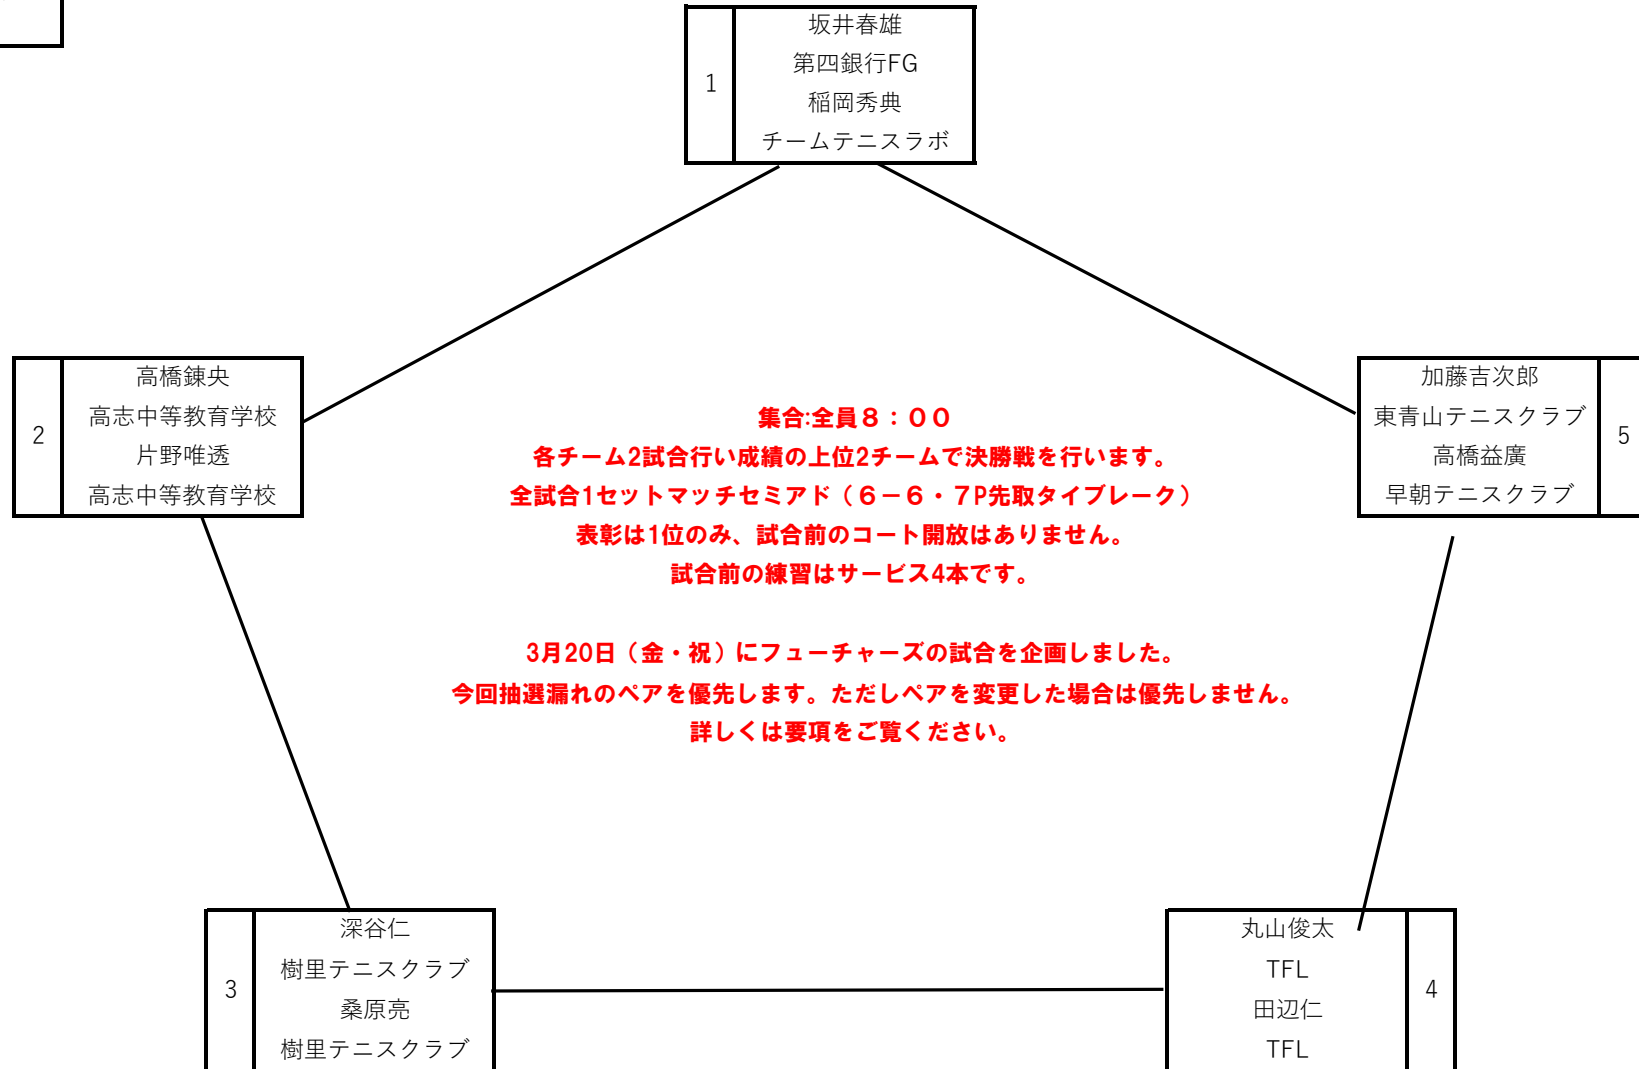 1
坂井春雄
第四銀行FG
稲岡秀典
チームテニスラボ
2
高橋錬央
高志中等教育学校
片野唯透
高志中等教育学校
加藤吉次郎
東青山テニスクラブ
高橋益廣
早朝テニスクラブ
5
集合:全員８：００
各チーム2試合行い成績の上位2チームで決勝戦を行います。
全試合1セットマッチセミアド（６－６・７P先取タイブレーク）
表彰は1位のみ、試合前のコート開放はありません。
試合前の練習はサービス4本です。
3月20日（金・祝）にフューチャーズの試合を企画しました。
今回抽選漏れのペアを優先します。ただしペアを変更した場合は優先しません。
詳しくは要項をご覧ください。
3
深谷仁
樹里テニスクラブ
桑原亮
樹里テニスクラブ
丸山俊太
TFL
田辺仁
TFL
4